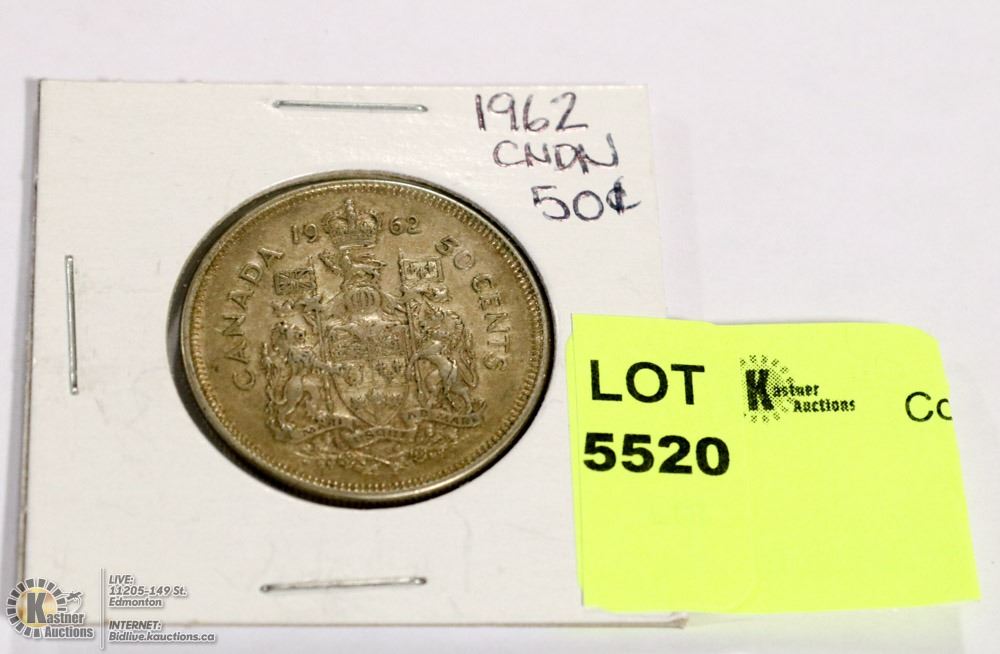 1962
CNDN
50¢
19 62
CANADA
50 CENTS
LOT
5520
Kastner
Auctions
Co
Kastner
Auctions
LIVE:
11205-149 St.
Edmonton
INTERNET:
Bidlive.kauctions.ca